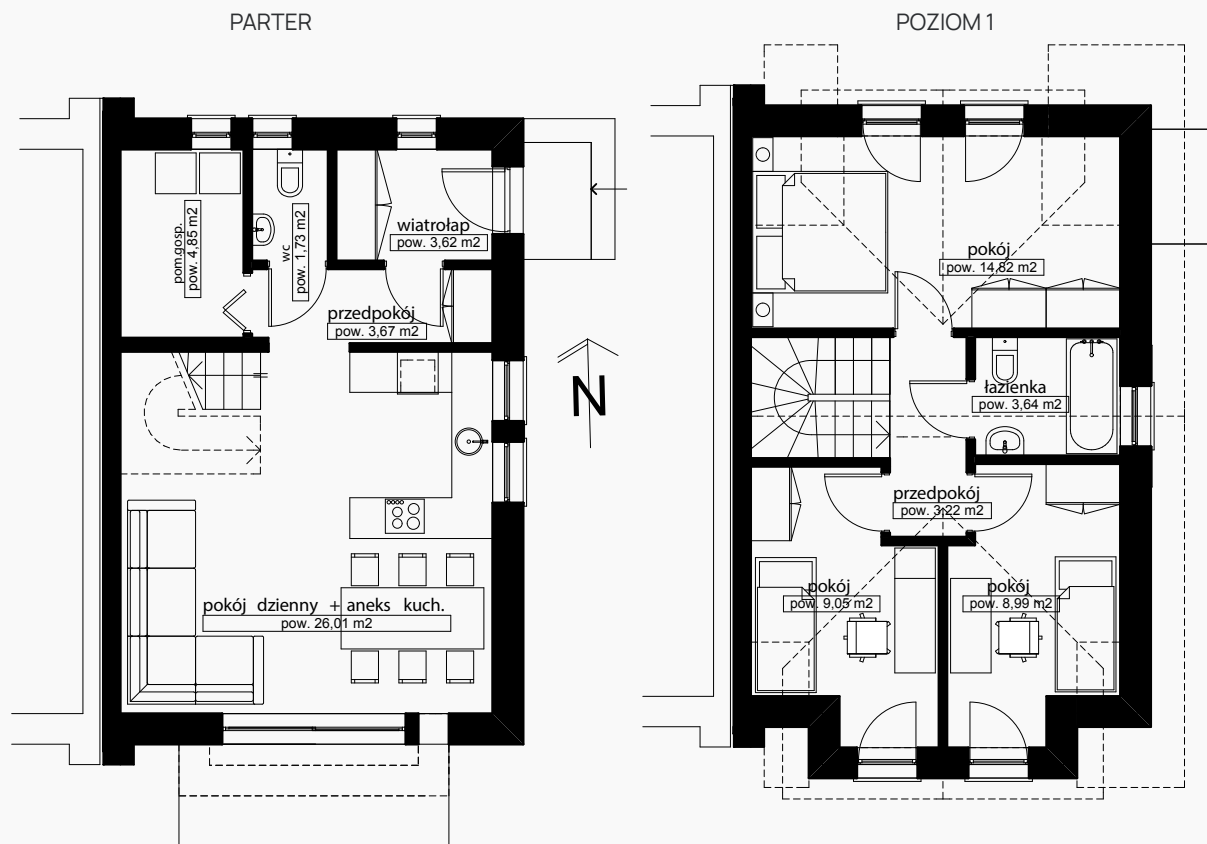 PARTER
POZIOM 1
pom.gosp.
pow. 4,85 m2
wc
pow. 1,73 m2
wiatrołap
pow. 3,62 m2
przedpokój
pow. 3,67 m2
N
pokój dzienny + aneks kuch.
pow. 26,01 m2
pokój
pow. 14,82 m2
łazienka
pow. 3,64 m2
przedpokój
pow. 3,22 m2
pokój
pow. 9,05 m2
pokój
pow. 8,99 m2